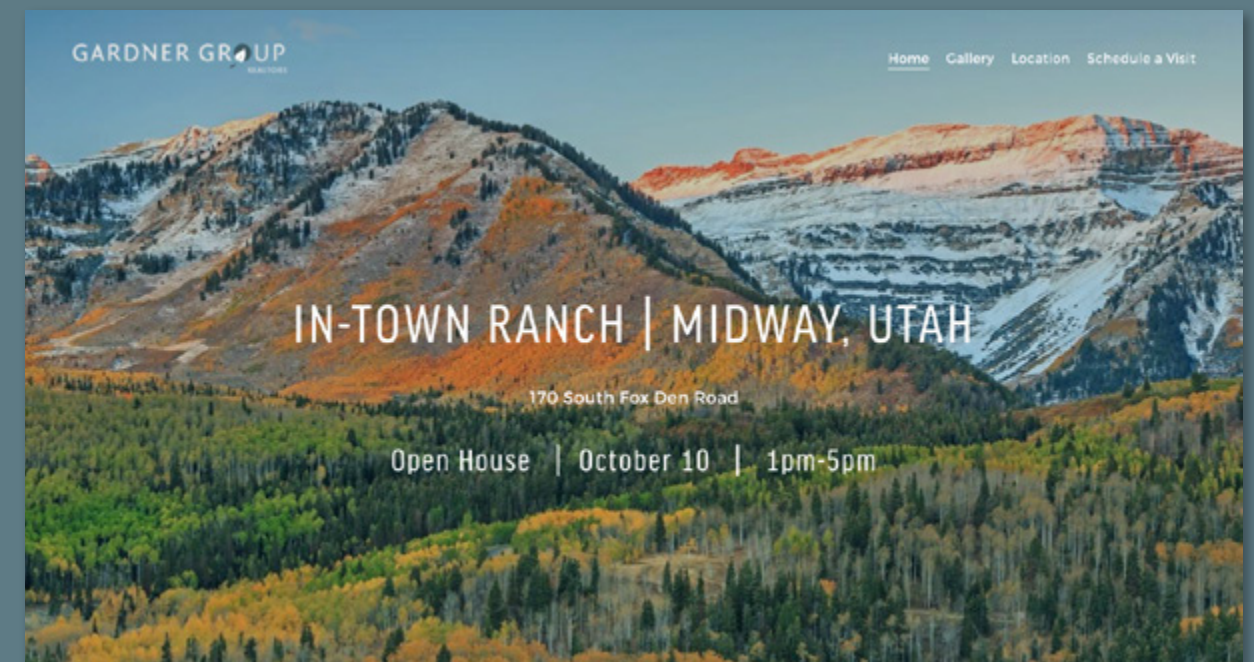 GARDNER GROUP
REALTORS
Home Gallery Location Schedule a Visit
IN-TOWN RANCH | MIDWAY, UTAH
170 South Fox Den Road
Open House | October 10 | 1pm-5pm